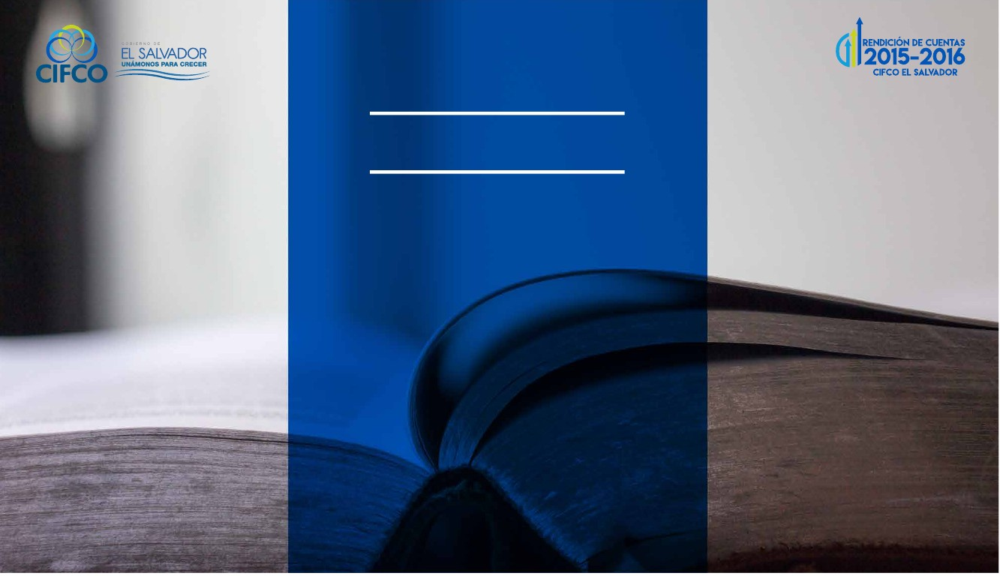 CIFCO
GOBIERNO DE
EL SALVADOR
UNÁMONOS PARA CRECER
RENDICIÓN DE CUENTAS
2015-2016
CIFCO EL SALVADOR